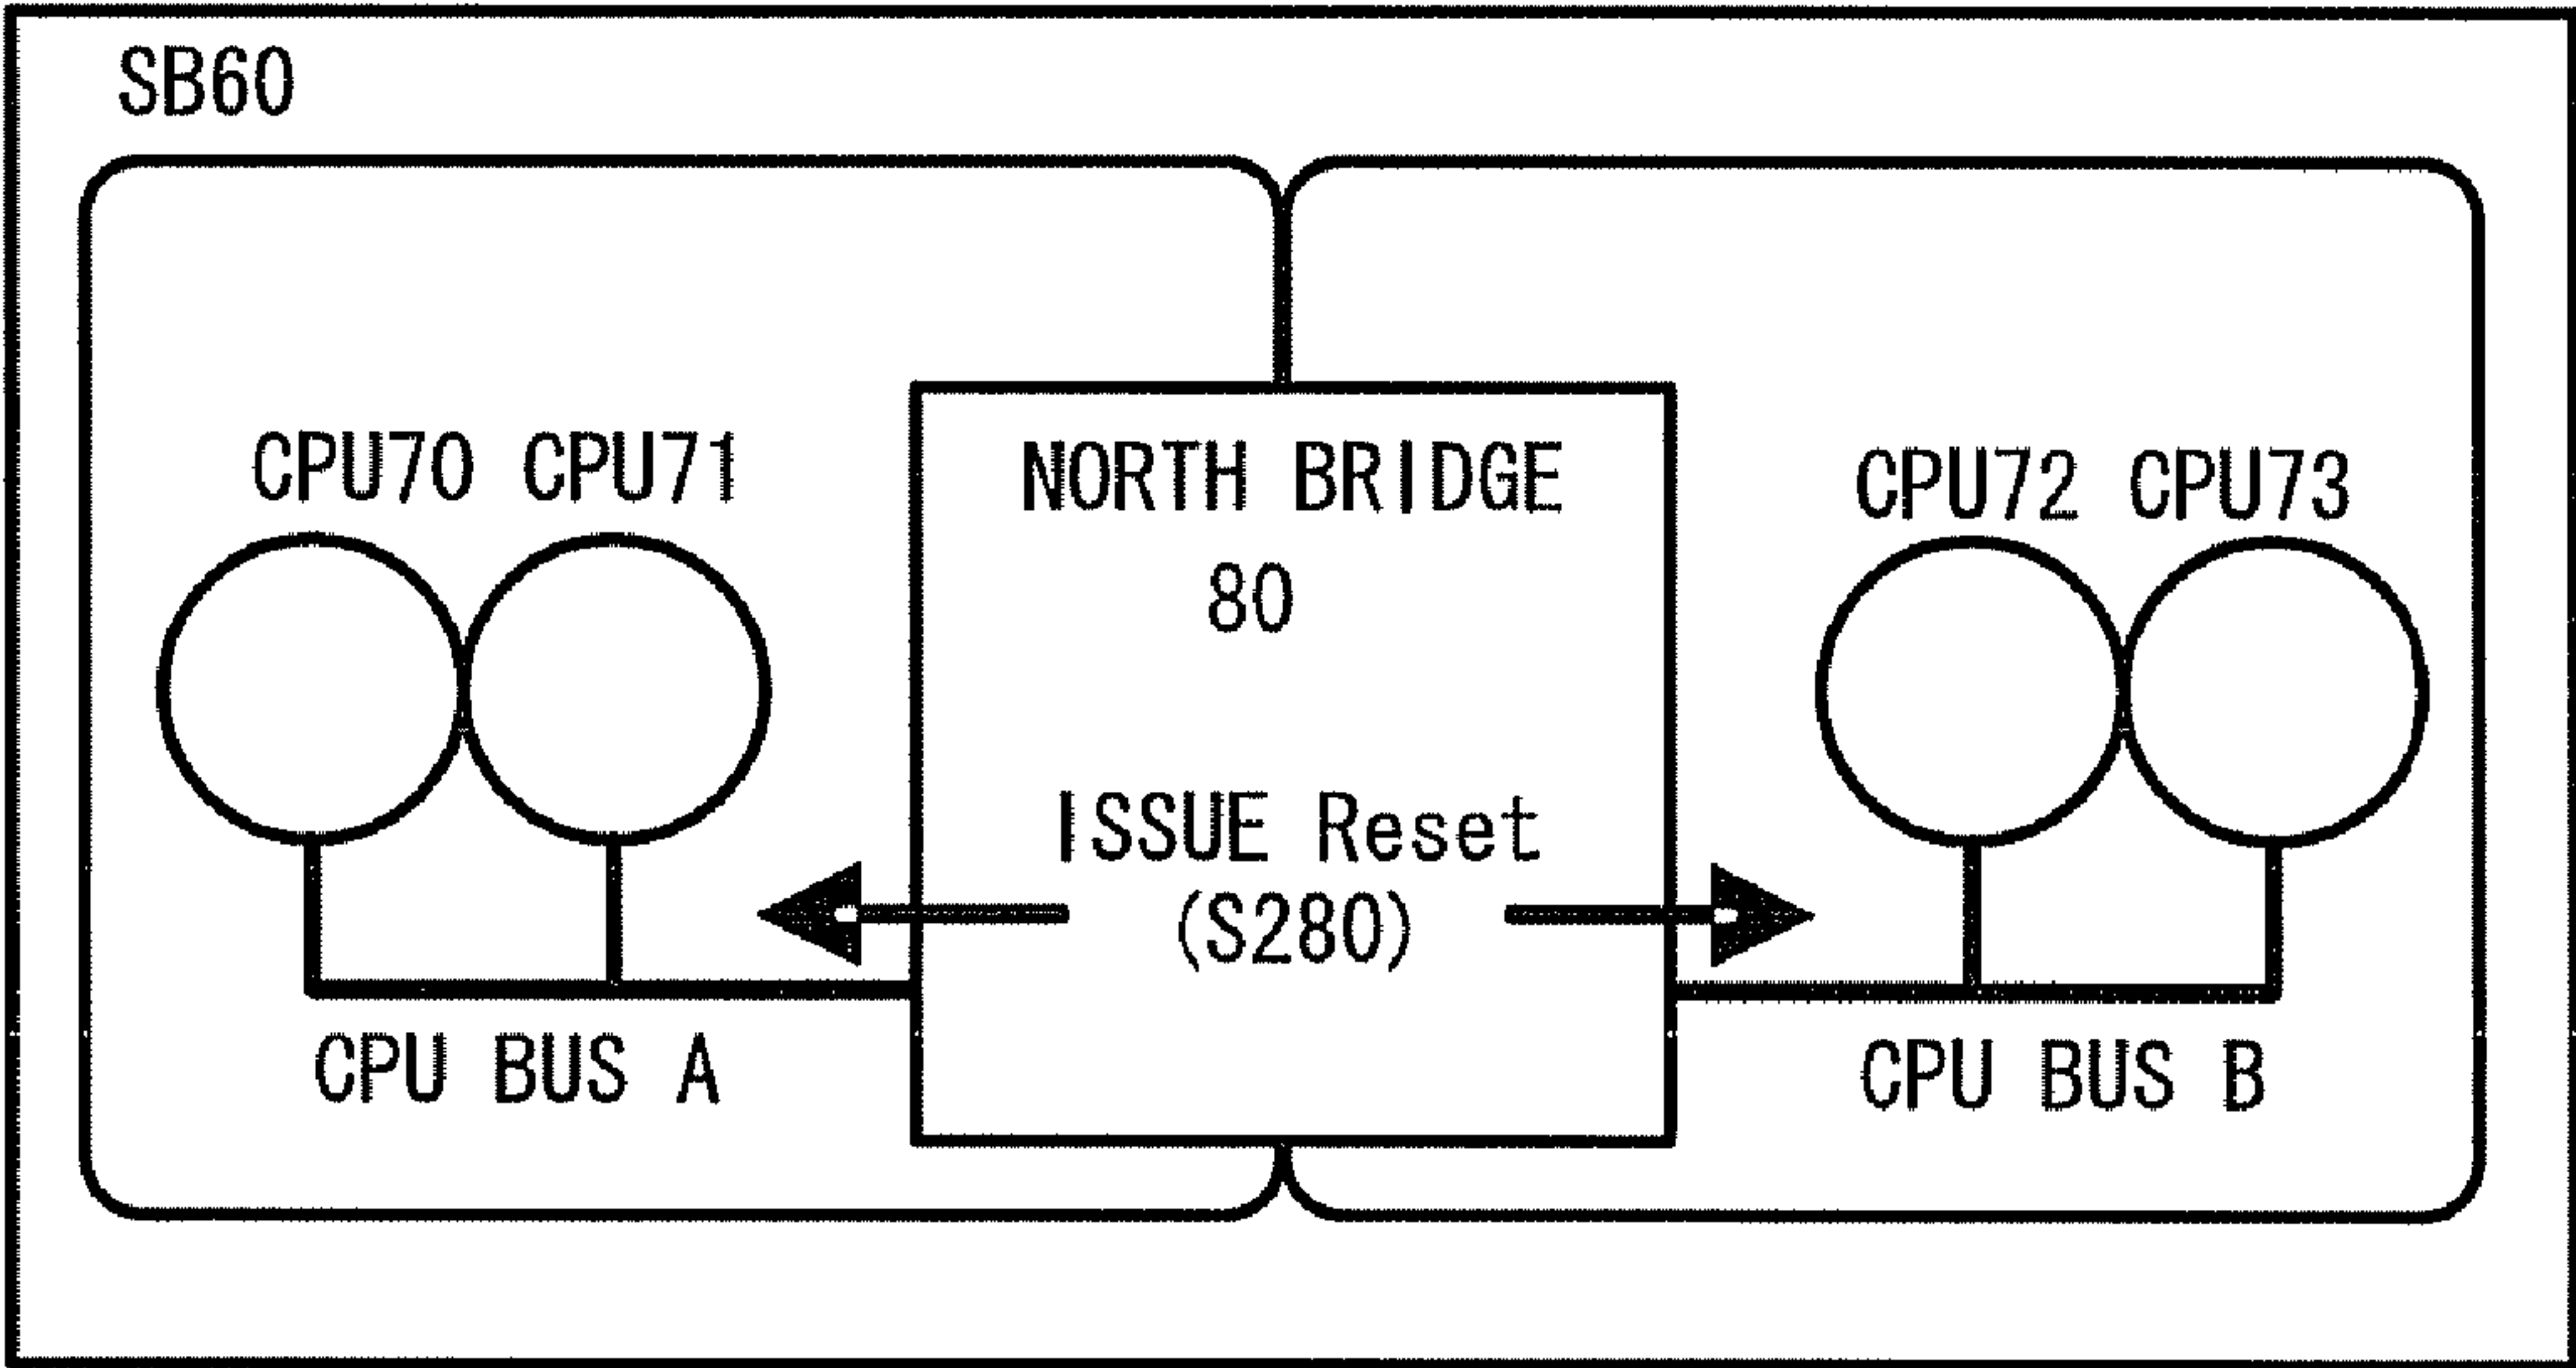 SB60
CPU70 CPU71
NORTH BRIDGE
80
CPU72 CPU73
ISSUE Reset
(S280)
CPU BUS A
CPU BUS B